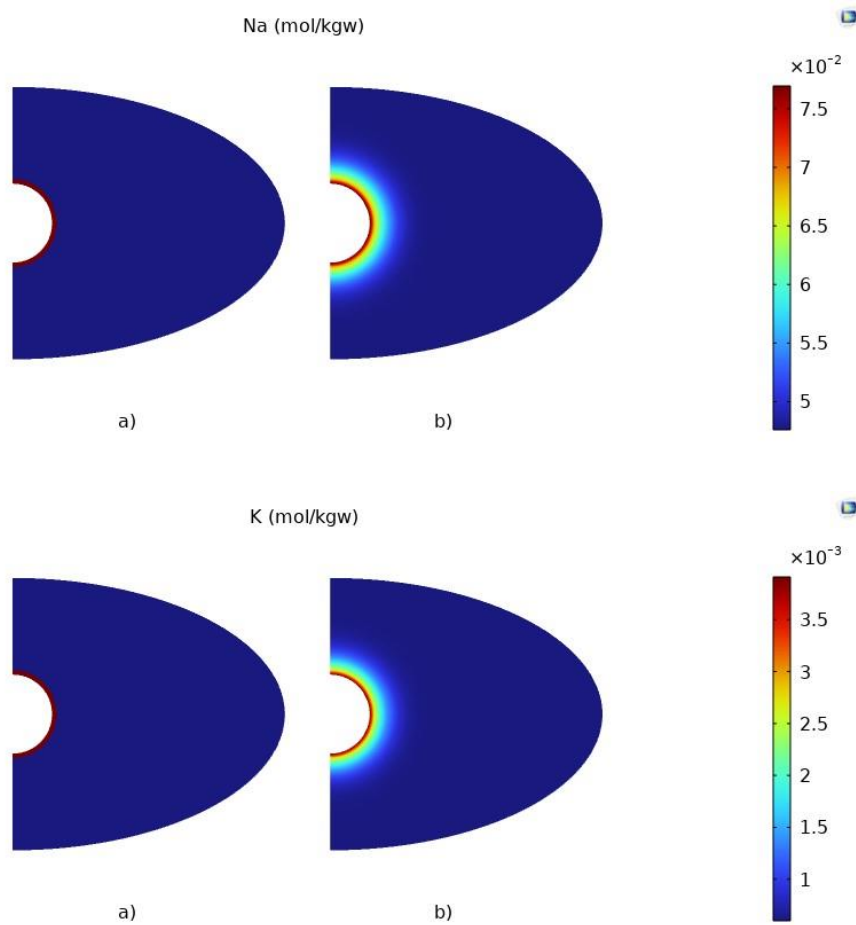 Na (mol/kgw)
×10⁻²
7.5
7
6.5
6
5.5
5
a)
b)
K (mol/kgw)
×10⁻³
3.5
3
2.5
2
1.5
1
a)
b)